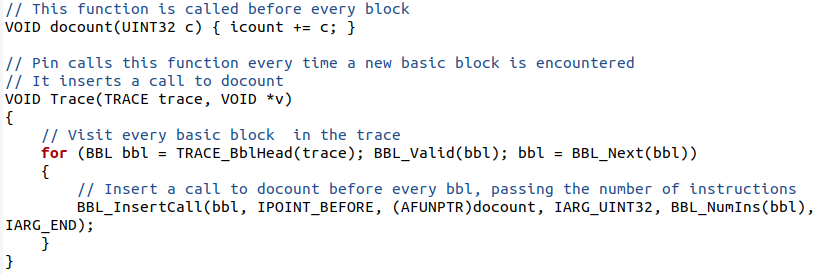 // This function is called before every block
VOID docount(UINT32 c) { icount += c; }

// Pin calls this function every time a new basic block is encountered
// It inserts a call to docount
VOID Trace(TRACE trace, VOID *v)
{
    // Visit every basic block  in the trace
    for (BBL bbl = TRACE_BblHead(trace); BBL_Valid(bbl); bbl = BBL_Next(bbl))
    {
        // Insert a call to docount before every bbl, passing the number of instructions
        BBL_InsertCall(bbl, IPOINT_BEFORE, (AFUNPTR)docount, IARG_UINT32, BBL_NumIns(bbl),
IARG_END);
    }
}